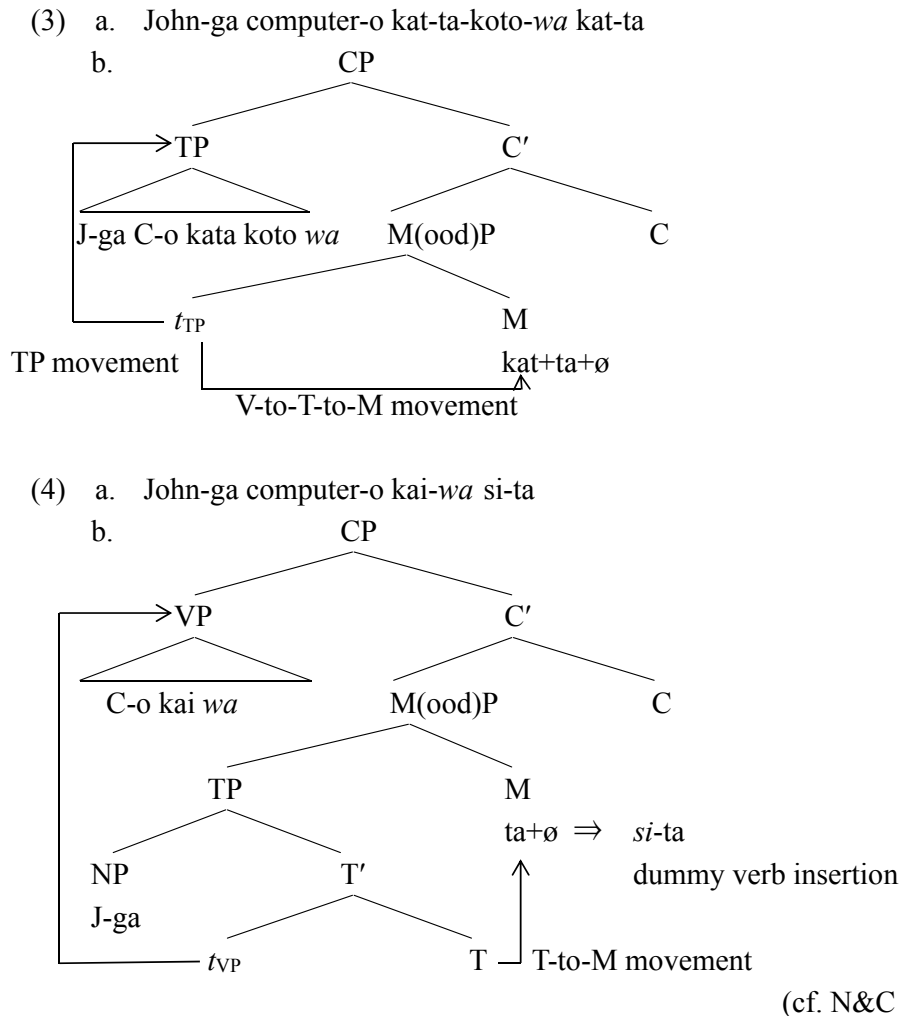 (3) a. John-ga computer-o kat-ta-koto-wa kat-ta
b. CP
TP C′
J-ga C-o kata koto wa M(ood)P C
tTP M
TP movement kat+ta+ø
V-to-T-to-M movement
(4) a. John-ga computer-o kai-wa si-ta
b. CP
VP C′
C-o kai wa M(ood)P C
TP M
ta+ø ⇒ si-ta
NP T′ dummy verb insertion
J-ga
tVP T T-to-M movement
(cf. N&C